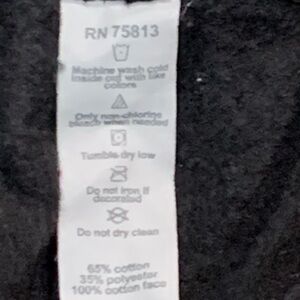 RN 75813
Machine wash cold
inside out with like
colors
Only non-chlorine
bleach when needed
Tumble dry low
Do not iron if
decorated
Do not dry clean
65% cotton
35% polyester
100% cotton face